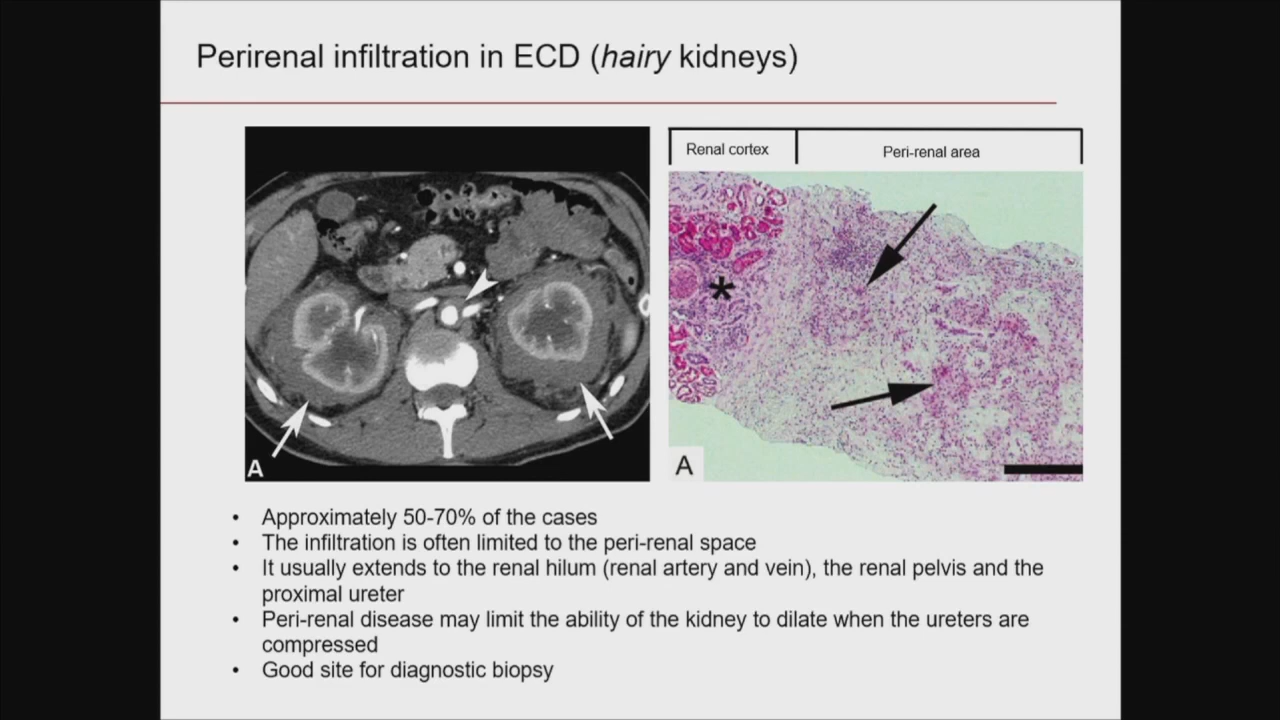 Perirenal infiltration in ECD (hairy kidneys)
Renal cortex
Peri-renal area
*
A
A
• Approximately 50-70% of the cases
• The infiltration is often limited to the peri-renal space
• It usually extends to the renal hilum (renal artery and vein), the renal pelvis and the
proximal ureter
• Peri-renal disease may limit the ability of the kidney to dilate when the ureters are
compressed
• Good site for diagnostic biopsy